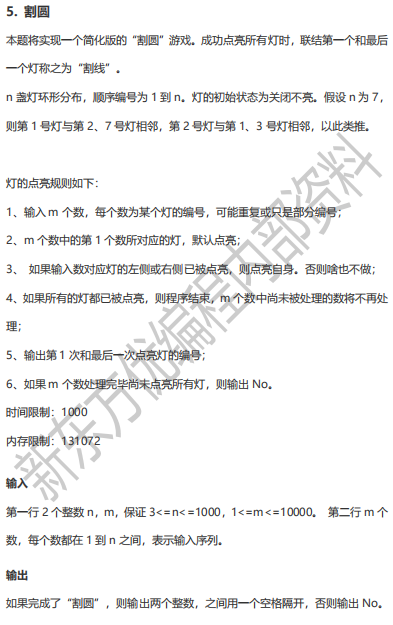 5. 割圆
本题将实现一个简化版的“割圆”游戏。成功点亮所有灯时，联结第一个和最后
一个灯称之为“割线”。
n 盏灯环形分布，顺序编号为 1 到 n。灯的初始状态为关闭不亮。假设 n 为 7，
则第 1 号灯与第 2、7 号灯相邻，第 2 号灯与第 1、3 号灯相邻，以此类推。
灯的点亮规则如下：
1、输入 m 个数，每个数为某个灯的编号，可能重复或只是部分编号；
2、m 个数中的第 1 个数所对应的灯，默认点亮；
3、 如果输入数对应灯的左侧或右侧已被点亮，则点亮自身。否则啥也不做；
4、如果所有的灯都已被点亮，则程序结束，m 个数中尚未被处理的数将不再处
理；
5、输出第 1 次和最后一次点亮灯的编号；
6、如果 m 个数处理完毕尚未点亮所有灯，则输出 No。
时间限制：1000
内存限制：131072
输入
第一行 2 个整数 n，m，保证 3<=n<=1000，1<=m<=10000。 第二行 m 个
数，每个数都在 1 到 n 之间，表示输入序列。
输出
如果完成了“割圆”，则输出两个整数，之间用一个空格隔开，否则输出 No。
新东方优编程内部资料